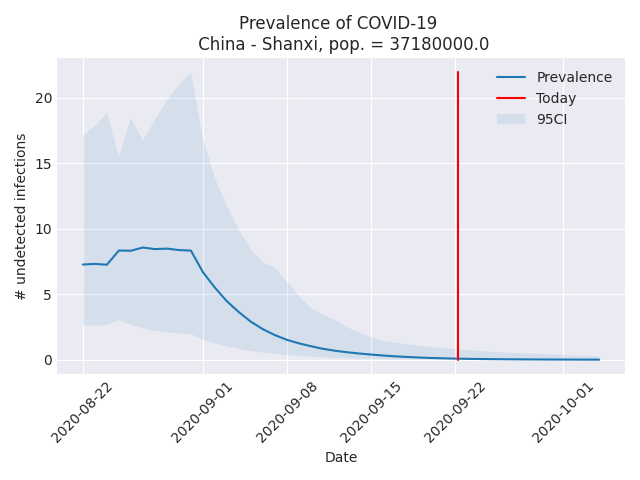 Prevalence of COVID-19
China - Shanxi, pop. = 37180000.0
Prevalence
Today
95CI
# undetected infections
20
15
10
5
0
2020-08-22
2020-09-01
2020-09-08
2020-09-15
2020-09-22
2020-10-01
Date